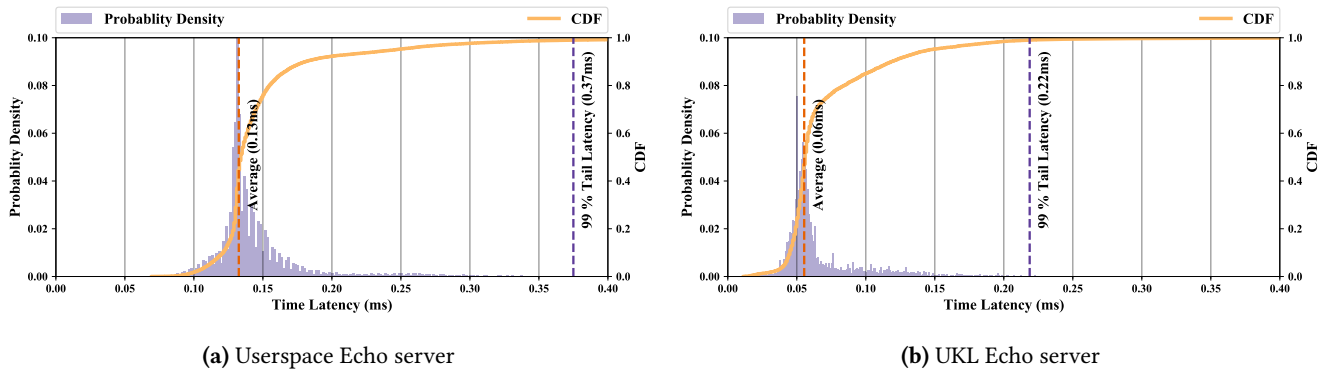 Probablity Density
CDF
0.10
0.08
0.06
0.04
0.02
0.00
Probablity Density
1.0
0.8
0.6
0.4
0.2
0.0
CDF
Average (0.13ms)
99 % Tail Latency (0.37ms)
0.00 0.05 0.10 0.15 0.20 0.25 0.30 0.35 0.40
Time Latency (ms)
(a) Userspace Echo server
Probablity Density
CDF
0.10
0.08
0.06
0.04
0.02
0.00
Probablity Density
1.0
0.8
0.6
0.4
0.2
0.0
CDF
Average (0.06ms)
99 % Tail Latency (0.22ms)
0.00 0.05 0.10 0.15 0.20 0.25 0.30 0.35 0.40
Time Latency (ms)
(b) UKL Echo server